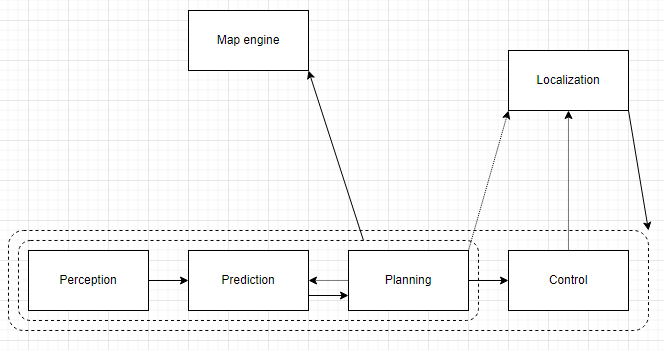 Map engine
Localization
Perception
Prediction
Planning
Control